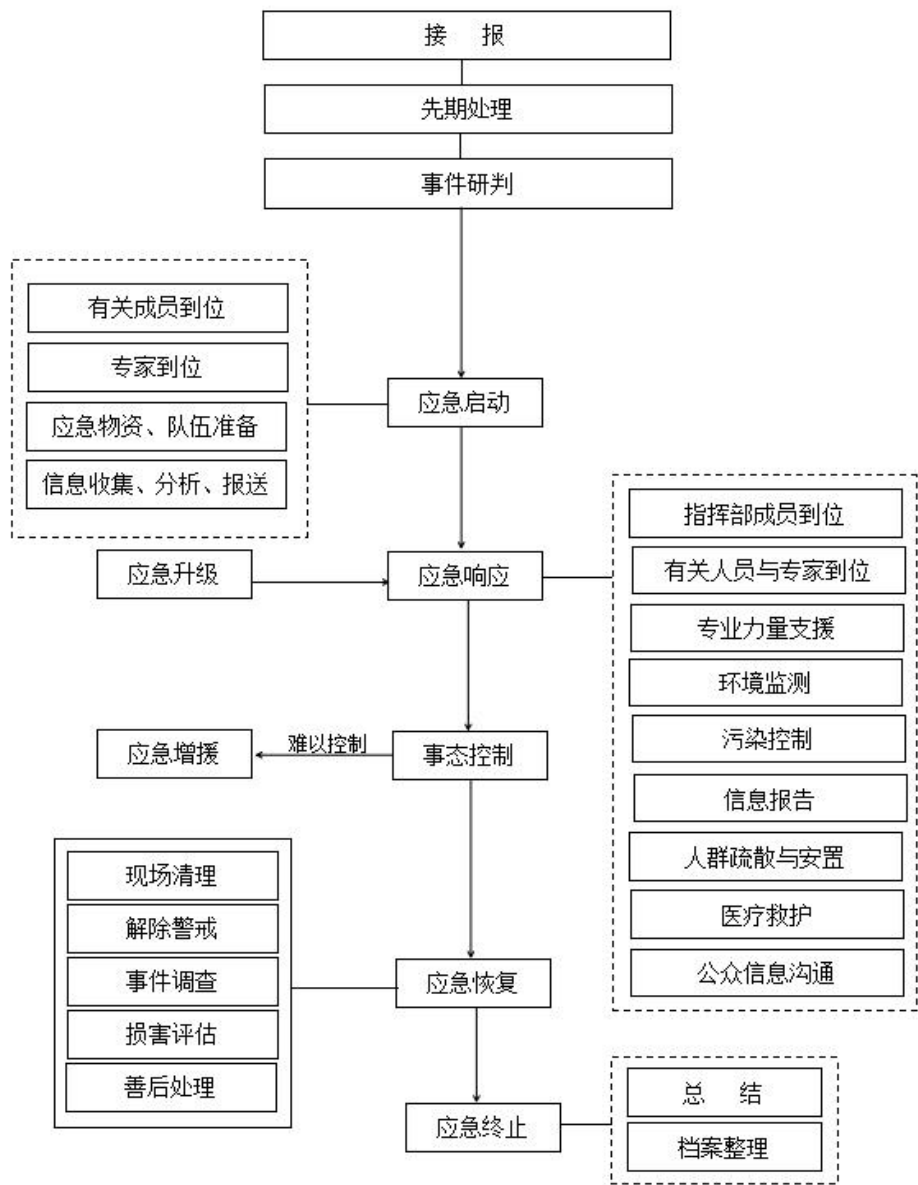 接 报
先期处理
事件研判
有关成员到位
专家到位
应急物资、队伍准备
信息收集、分析、报送
应急启动
应急升级
应急响应
指挥部成员到位
有关人员与专家到位
专业力量支援
环境监测
污染控制
信息报告
人群疏散与安置
医疗救护
公众信息沟通
应急增援
难以控制
事态控制
现场清理
解除警戒
事件调查
损害评估
善后处理
应急恢复
应急终止
总 结
档案整理